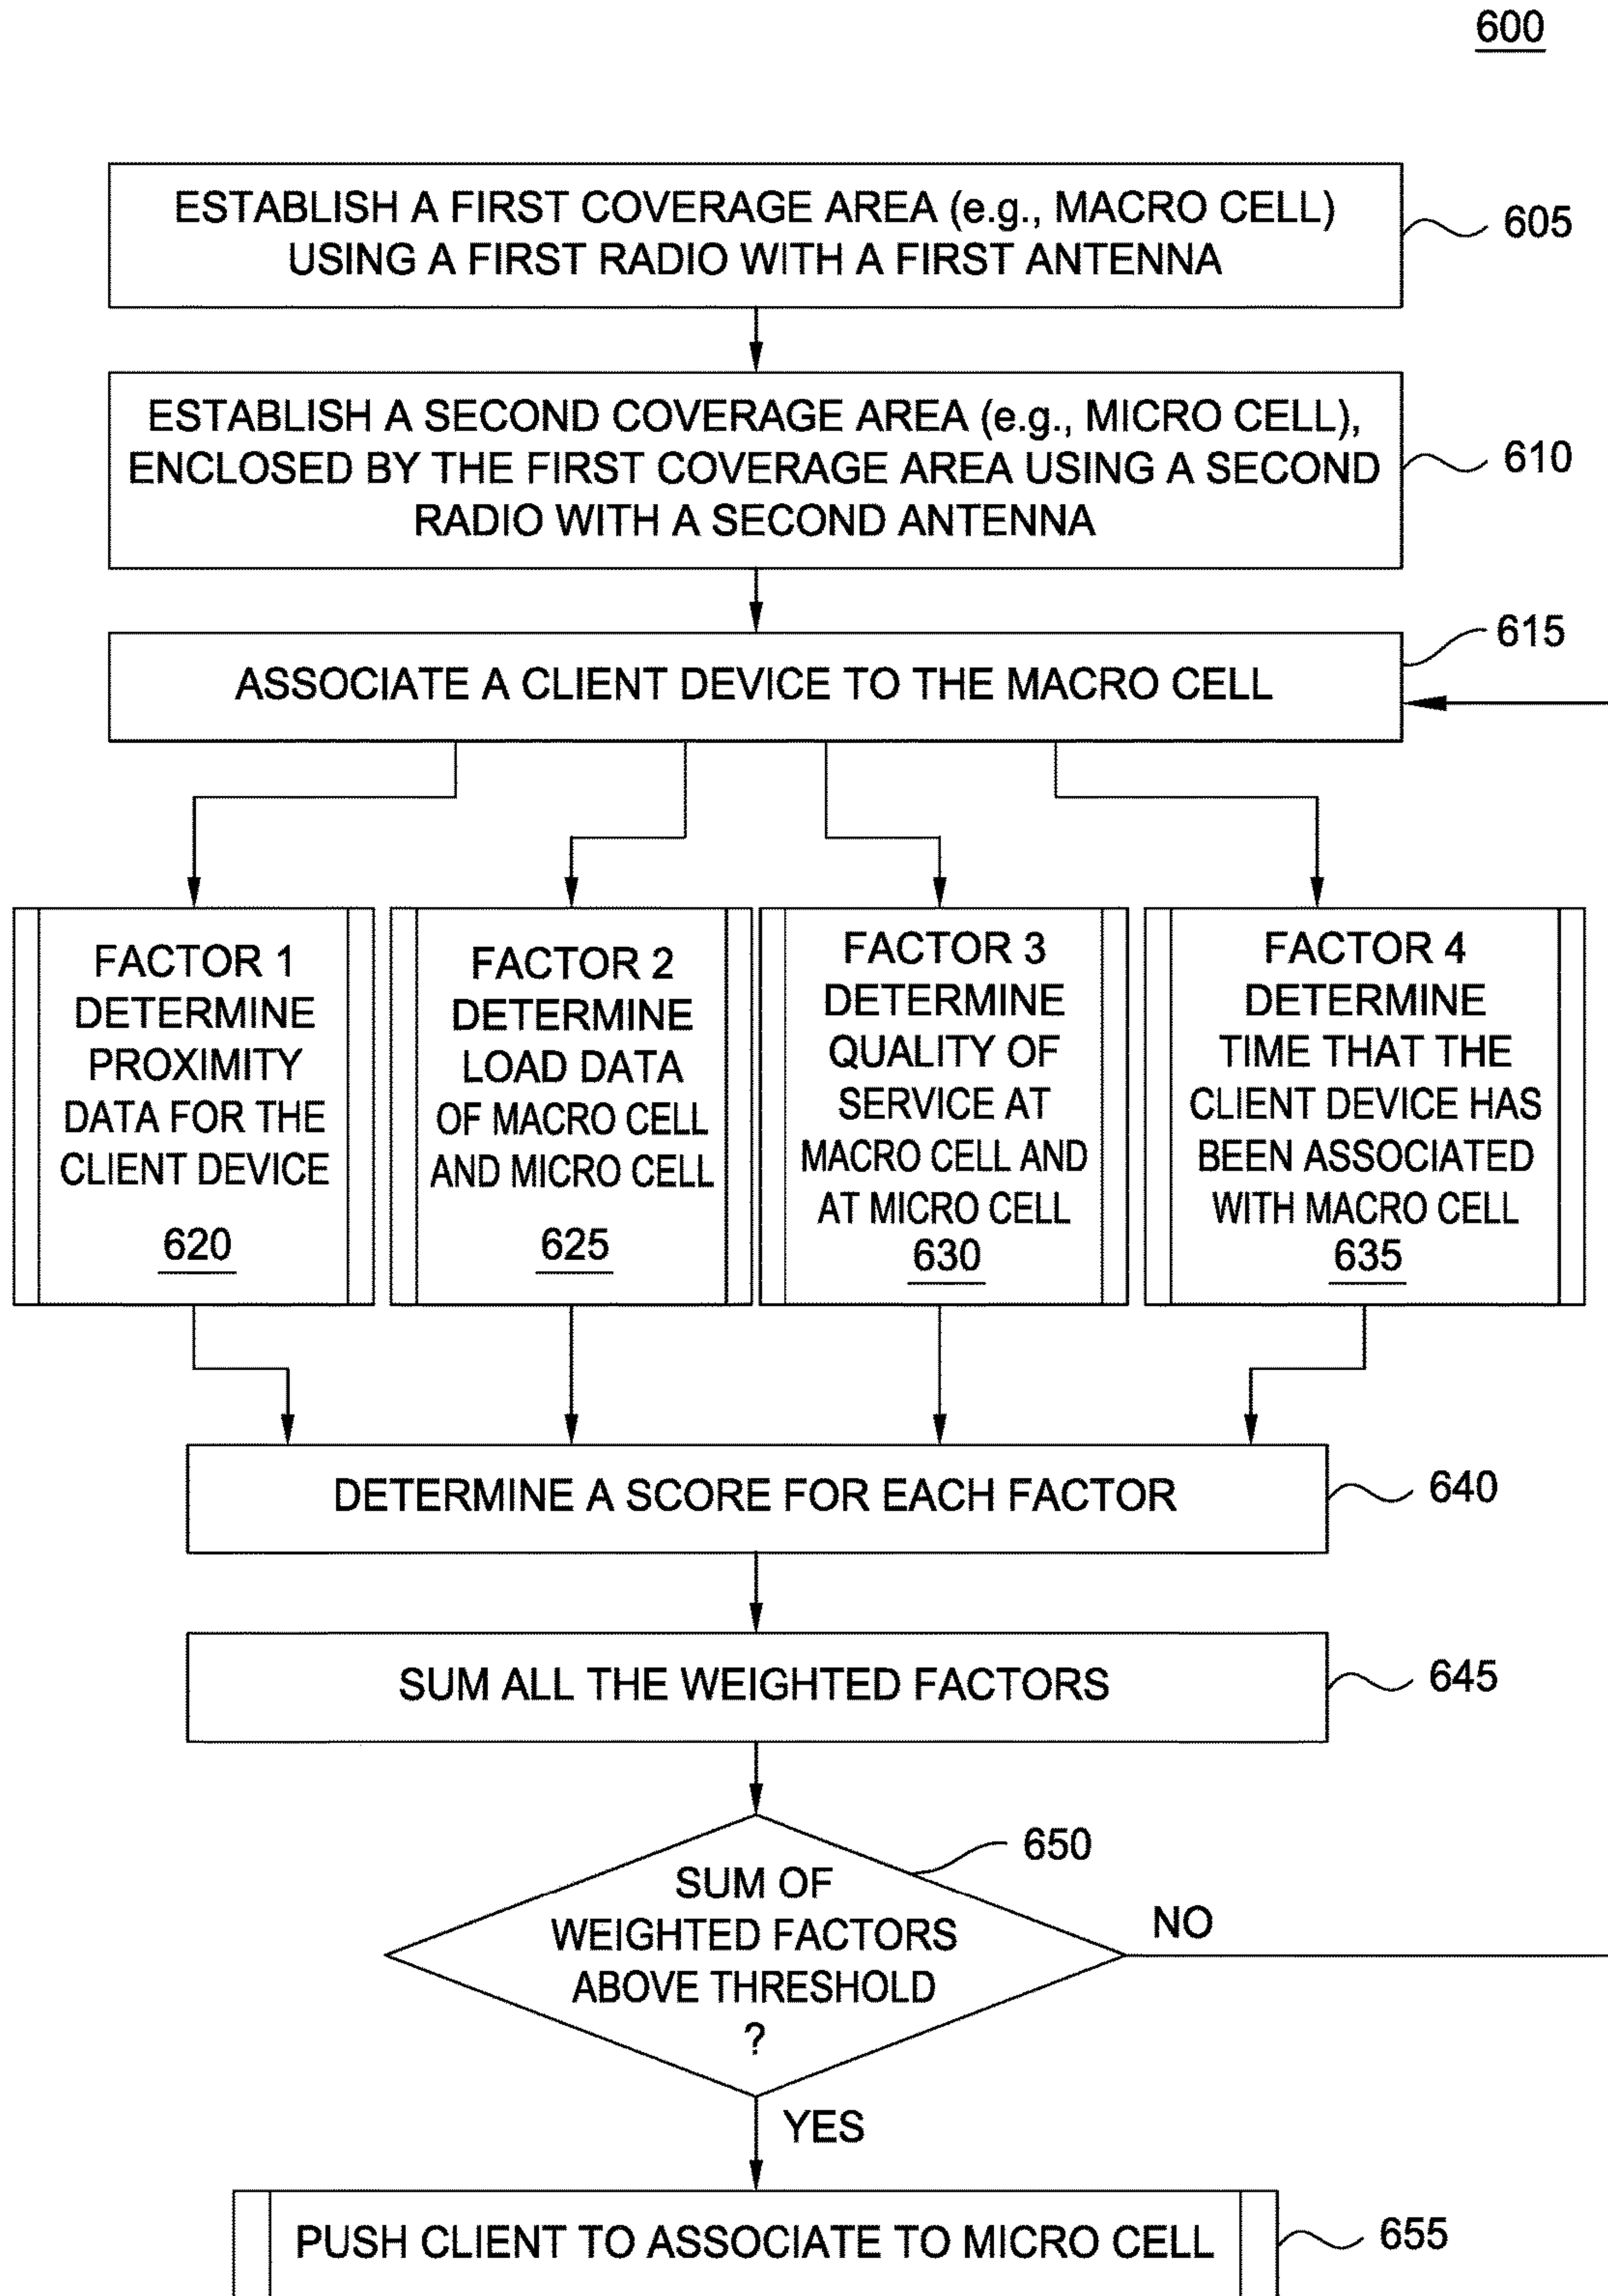 600
ESTABLISH A FIRST COVERAGE AREA (e.g., MACRO CELL)
USING A FIRST RADIO WITH A FIRST ANTENNA
605
ESTABLISH A SECOND COVERAGE AREA (e.g., MICRO CELL),
ENCLOSED BY THE FIRST COVERAGE AREA USING A SECOND
RADIO WITH A SECOND ANTENNA
610
ASSOCIATE A CLIENT DEVICE TO THE MACRO CELL
615
FACTOR 1
DETERMINE
PROXIMITY
DATA FOR THE
CLIENT DEVICE
620
FACTOR 2
DETERMINE
LOAD DATA
OF MACRO CELL
AND MICRO CELL
625
FACTOR 3
DETERMINE
QUALITY OF
SERVICE AT
MACRO CELL AND
AT MICRO CELL
630
FACTOR 4
DETERMINE
TIME THAT THE
CLIENT DEVICE HAS
BEEN ASSOCIATED
WITH MACRO CELL
635
DETERMINE A SCORE FOR EACH FACTOR
640
SUM ALL THE WEIGHTED FACTORS
645
SUM OF
WEIGHTED FACTORS
ABOVE THRESHOLD
?
650
NO
YES
PUSH CLIENT TO ASSOCIATE TO MICRO CELL
655